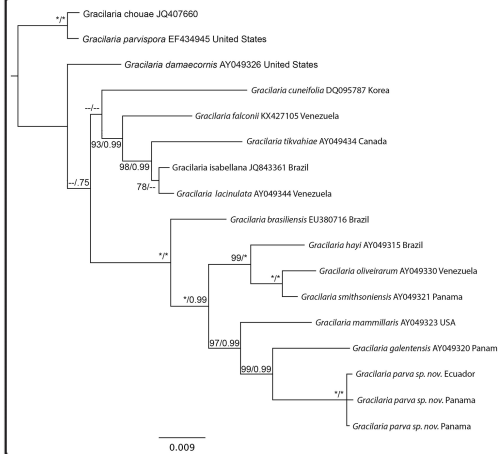 Gracilaria chouae JQ407660
*/*
Gracilaria parvispora EF434945 United States
Gracilaria damaecornis AY049326 United States
Gracilaria cuneifolia DQ095787 Korea
--/--
Gracilaria falconii KX427105 Venezuela
93/0.99
Gracilaria tikvahiae AY049434 Canada
98/0.99
Gracilaria isabellana JQ843361 Brazil
--/.75
78/--
Gracilaria lacinulata AY049344 Venezuela
Gracilaria brasiliensis EU380716 Brazil
*/*
Gracilaria hayi AY049315 Brazil
99/*
Gracilaria oliveirarum AY049330 Venezuela
*/*
*/0.99
Gracilaria smithsoniensis AY049321 Panama
Gracilaria mammillaris AY049323 USA
97/0.99
Gracilaria galentensis AY049320 Panam
99/0.99
Gracilaria parva sp. nov. Ecuador
*/*
Gracilaria parva sp. nov. Panama
Gracilaria parva sp. nov. Panama
0.009